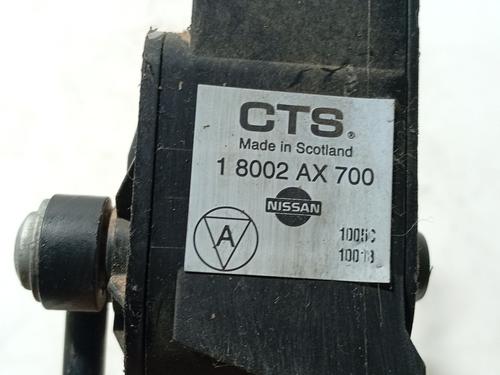 CTS®
Made in Scotland
1 8002 AX 700
NISSAN
A